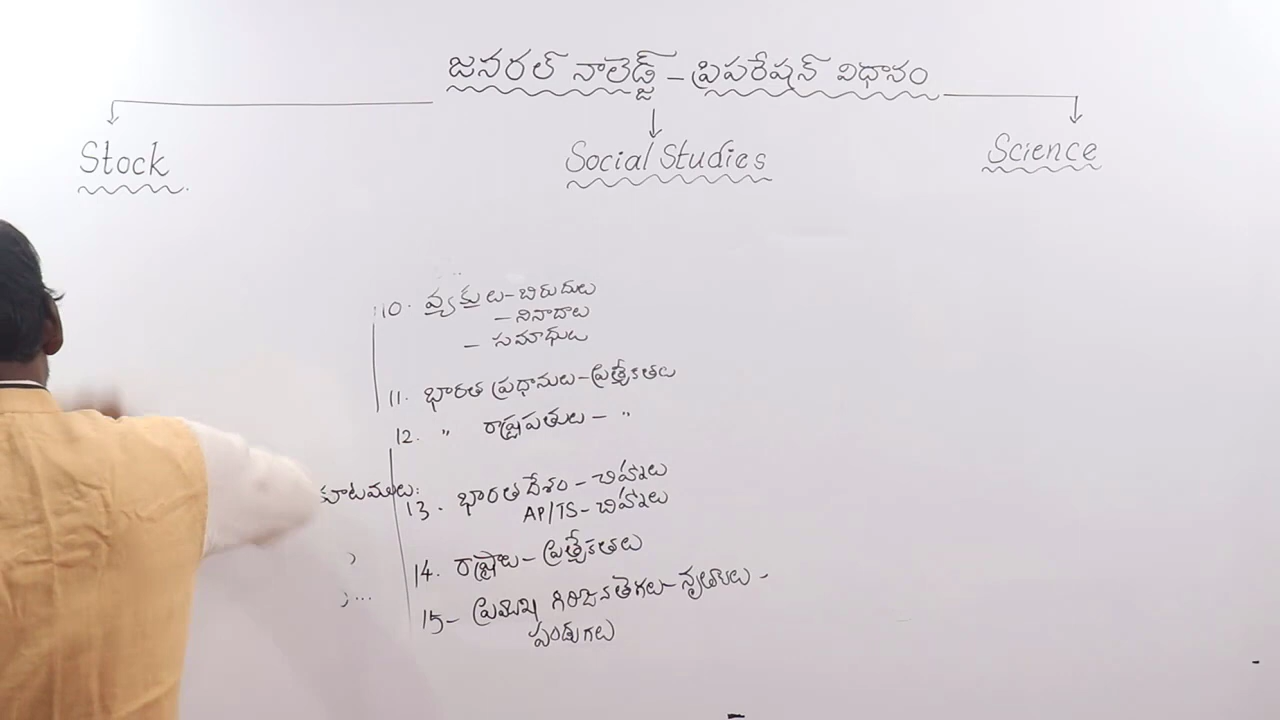 జనరల్ నాలెడ్జ్ - ప్రిపరేషన్ విధానం
Stock
Social Studies
Science
10. వ్యక్తులు - బిరుదులు
- నినాదాలు
- సమాధులు
11. భారత ప్రధానులు - ప్రత్యేకతలు
12. " రాష్ట్రపతులు - "
కూటములు:
13. భారతదేశం - చిహ్నాలు
AP/TS - చిహ్నాలు
14. రాష్ట్రాలు - ప్రత్యేకతలు
15 - ప్రముఖ గిరిజన తెగలు - నృత్యాలు -
పండుగలు